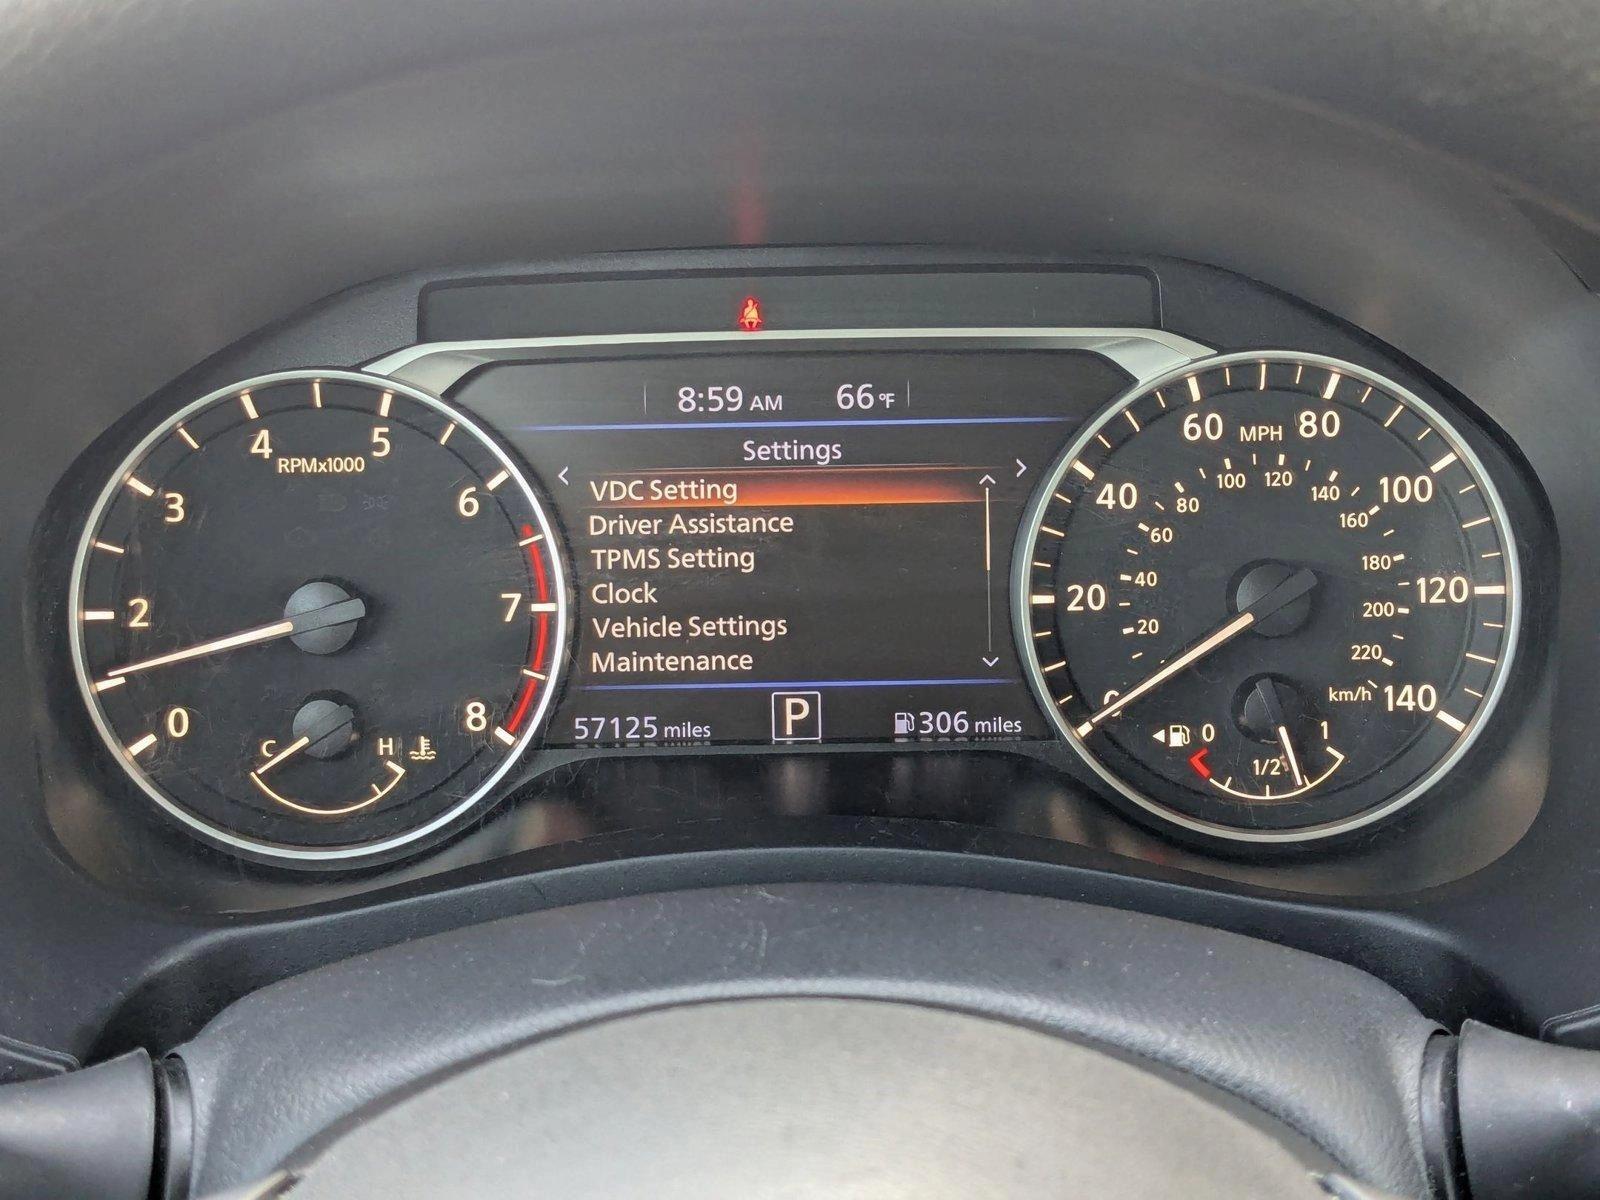 8:59 AM 66°F
Settings
VDC Setting
Driver Assistance
TPMS Setting
Clock
Vehicle Settings
Maintenance
57125 miles P 306 miles
RPMx1000
0
2
3
4
5
6
7
8
C H
MPH
0
20
40
60
80
100
120
140
km/h
20
40
60
80
100
120
140
160
180
200
220
0 1/2 1